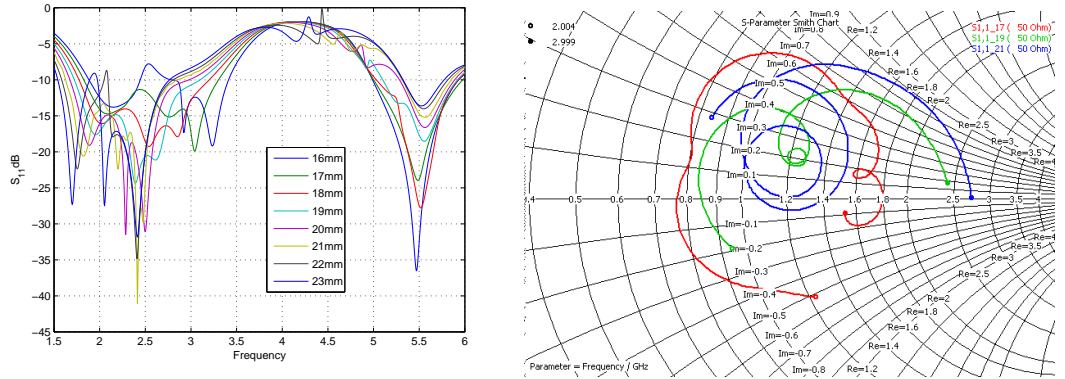 0
−5
−10
−15
−20
−25
−30
−35
−40
−45
1.5
2
2.5
3
3.5
4
4.5
5
5.5
6
S11 dB
Frequency
16mm
17mm
18mm
19mm
20mm
21mm
22mm
23mm
S-Parameter Smith Chart
2.004
2.999
S1,1_17 ( 50 Ohm)
S1,1_19 ( 50 Ohm)
S1,1_21 ( 50 Ohm)
Im=0.9
Im=0.8
Im=0.7
Im=0.6
Im=0.5
Im=0.4
Im=0.3
Im=0.2
Im=0.1
Re=1.2
Re=1.4
Re=1.6
Re=1.8
Re=2
Re=2.5
Re=3
Re=3.5
0.4
0.5
0.6
0.7
0.8
0.9
1.0
1.2
1.6
2
2.5
3.5
Im=-0.1
Im=-0.2
Im=-0.3
Im=-0.4
Im=-0.5
Im=-0.6
Im=-0.7
Im=-0.8
Re=4
Re=3.5
Re=3
Re=2.5
Re=2
Re=1.8
Re=1.6
Re=1.4
Re=1.2
Parameter = Frequency / GHz